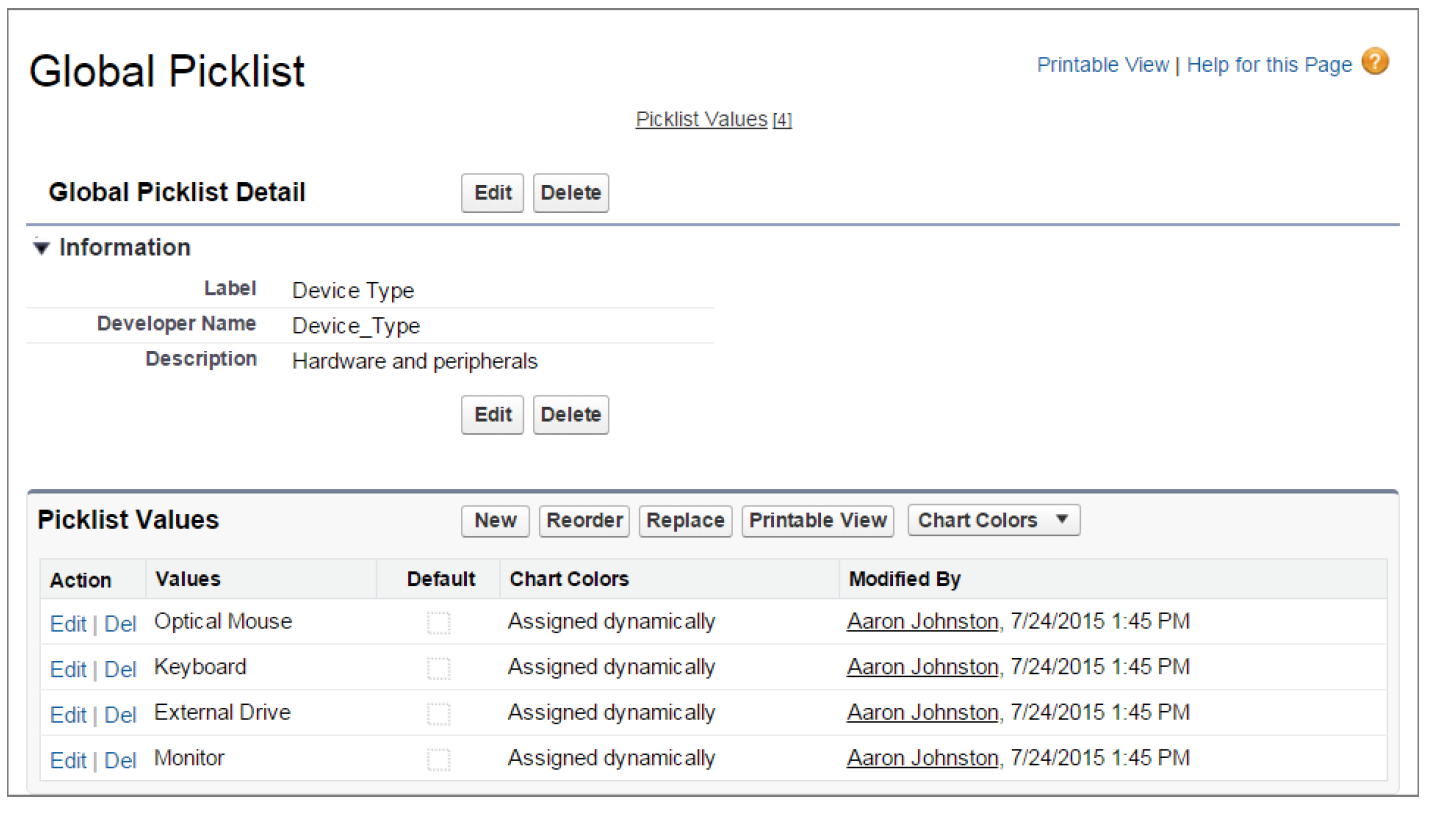 Global Picklist
Printable View | Help for this Page ?
Picklist Values [4]
Global Picklist Detail Edit Delete
Information
Label Device Type
Developer Name Device_Type
Description Hardware and peripherals
Edit Delete
Picklist Values New Reorder Replace Printable View Chart Colors
Action Values Default Chart Colors Modified By
Edit | Del Optical Mouse Assigned dynamically Aaron Johnston, 7/24/2015 1:45 PM
Edit | Del Keyboard Assigned dynamically Aaron Johnston, 7/24/2015 1:45 PM
Edit | Del External Drive Assigned dynamically Aaron Johnston, 7/24/2015 1:45 PM
Edit | Del Monitor Assigned dynamically Aaron Johnston, 7/24/2015 1:45 PM